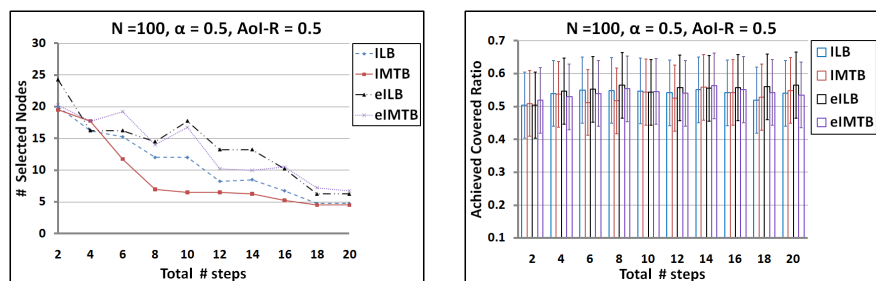 N =100, α = 0.5, AoI-R = 0.5
# Selected Nodes
30
25
20
15
10
5
0
2 4 6 8 10 12 14 16 18 20
Total # steps
ILB
IMTB
eILB
eIMTB
N =100, α = 0.5, AoI-R = 0.5
Achieved Covered Ratio
0.7
0.6
0.5
0.4
0.3
0.2
0.1
2 4 6 8 10 12 14 16 18 20
Total # steps
ILB
IMTB
eILB
eIMTB